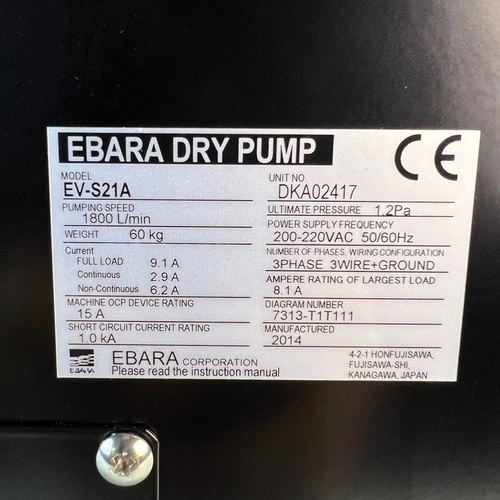 EBARA DRY PUMP
CE
MODEL
EV-S21A
UNIT NO.
DKA02417
PUMPING SPEED
1800 L/min
ULTIMATE PRESSURE 1.2Pa
WEIGHT 60 kg
POWER SUPPLY FREQUENCY
200-220VAC 50/60Hz
Current
FULL LOAD 9.1 A
Continuous 2.9 A
Non-Continuous 6.2 A
NUMBER OF PHASES, WIRING CONFIGURATION
3PHASE 3WIRE+GROUND
AMPERE RATING OF LARGEST LOAD
8.1 A
MACHINE OCP DEVICE RATING
15 A
DIAGRAM NUMBER
7313-T1T111
SHORT CIRCUIT CURRENT RATING
1.0 kA
MANUFACTURED
2014
EBARA
EBARA CORPORATION
Please read the instruction manual
4-2-1 HONFUJISAWA,
FUJISAWA-SHI,
KANAGAWA, JAPAN